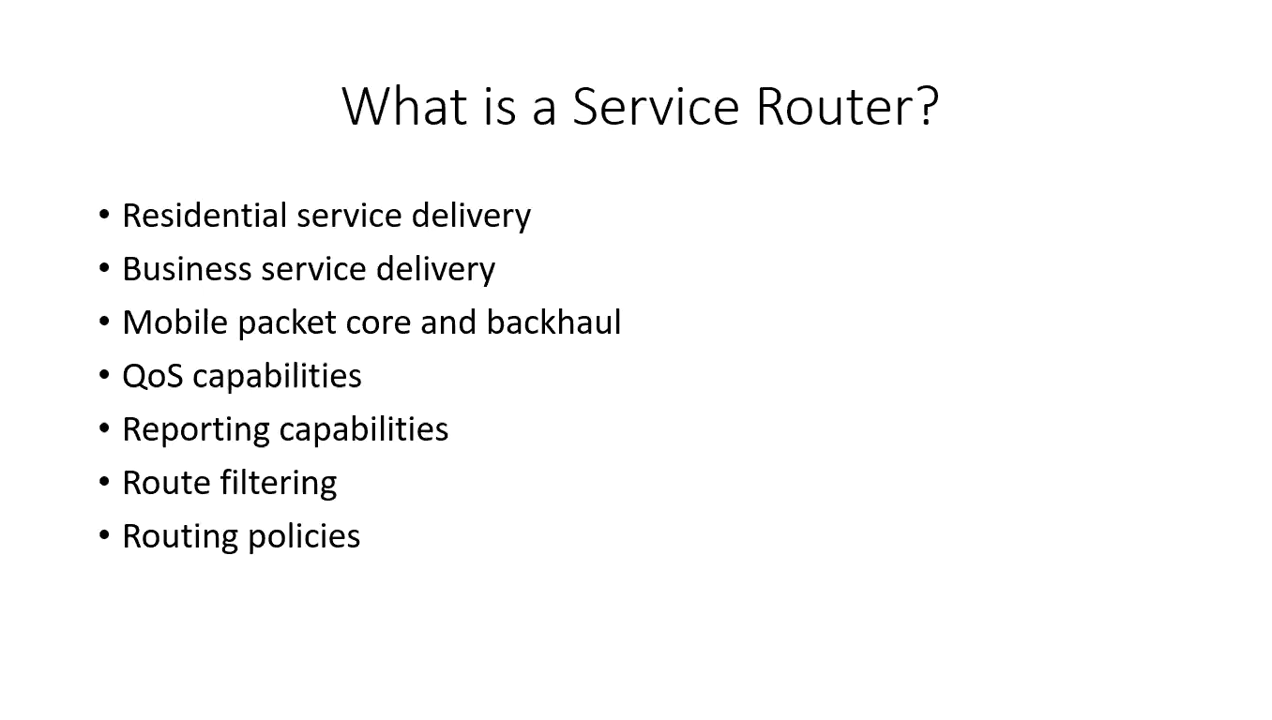 What is a Service Router?
• Residential service delivery
• Business service delivery
• Mobile packet core and backhaul
• QoS capabilities
• Reporting capabilities
• Route filtering
• Routing policies